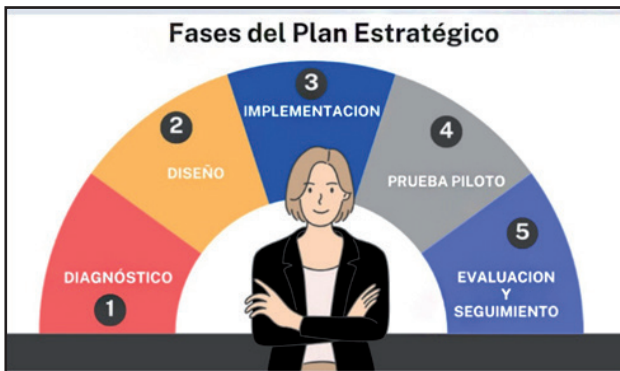 Fases del Plan Estratégico
1
DIAGNÓSTICO
2
DISEÑO
3
IMPLEMENTACION
4
PRUEBA PILOTO
5
EVALUACION
Y
SEGUIMIENTO